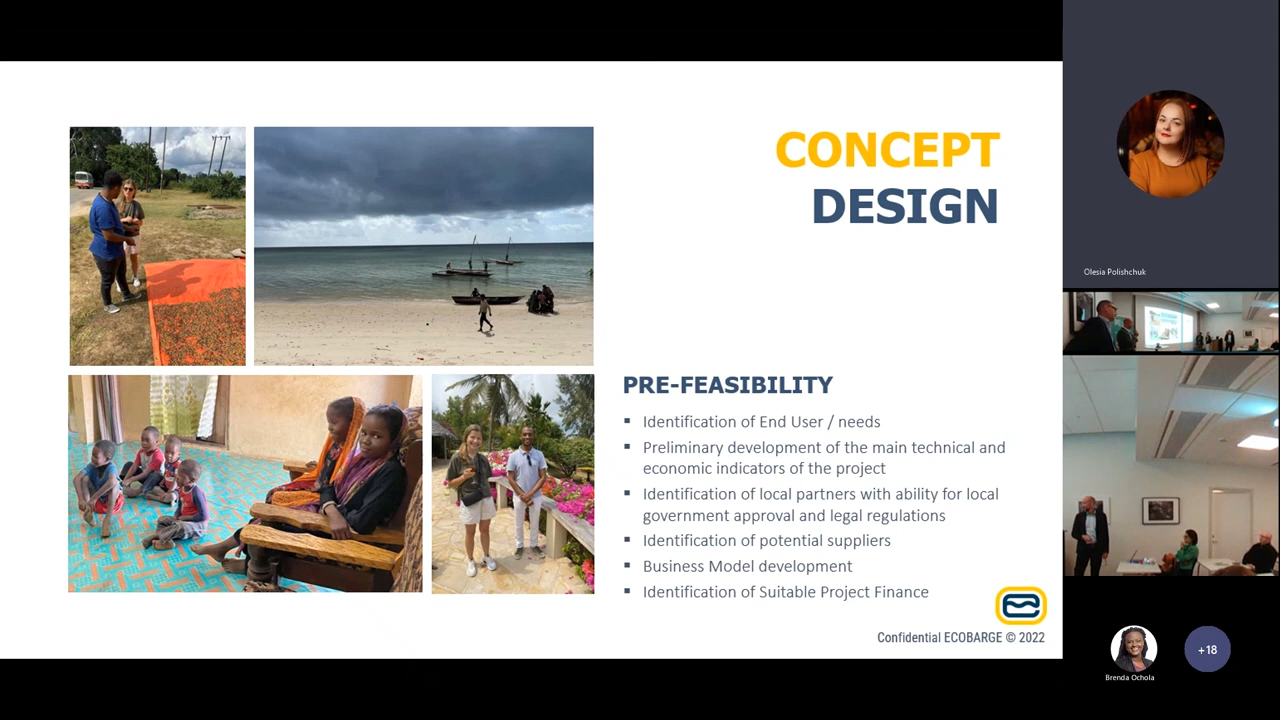 CONCEPT
DESIGN
PRE-FEASIBILITY
▪ Identification of End User / needs
▪ Preliminary development of the main technical and
economic indicators of the project
▪ Identification of local partners with ability for local
government approval and legal regulations
▪ Identification of potential suppliers
▪ Business Model development
▪ Identification of Suitable Project Finance
Confidential ECOBARGE © 2022
Olesia Polishchuk
Brenda Ochola
+18